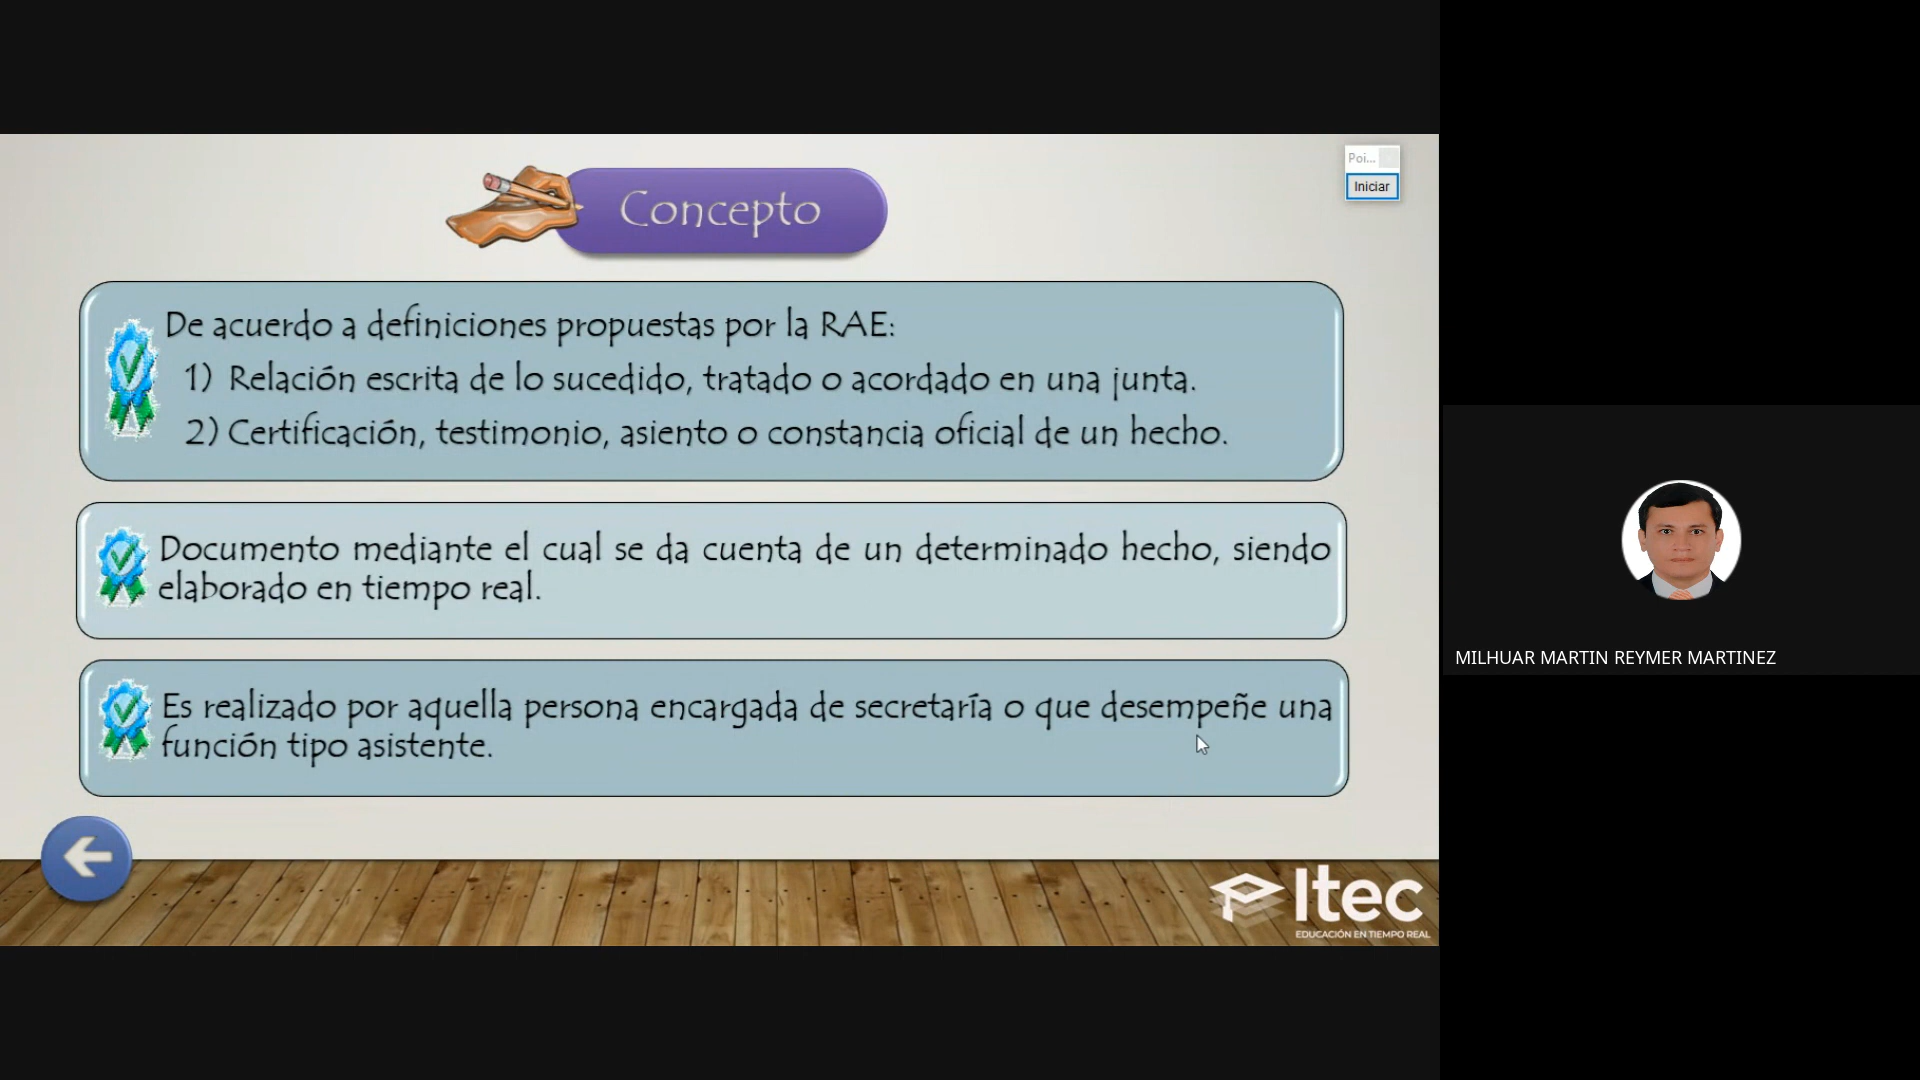 Poi...
Iniciar
Concepto
De acuerdo a definiciones propuestas por la RAE:
1) Relación escrita de lo sucedido, tratado o acordado en una junta.
2) Certificación, testimonio, asiento o constancia oficial de un hecho.
Documento mediante el cual se da cuenta de un determinado hecho, siendo
elaborado en tiempo real.
Es realizado por aquella persona encargada de secretaría o que desempeñe una
función tipo asistente.
Itec
EDUCACIÓN EN TIEMPO REAL
MILHUAR MARTIN REYMER MARTINEZ